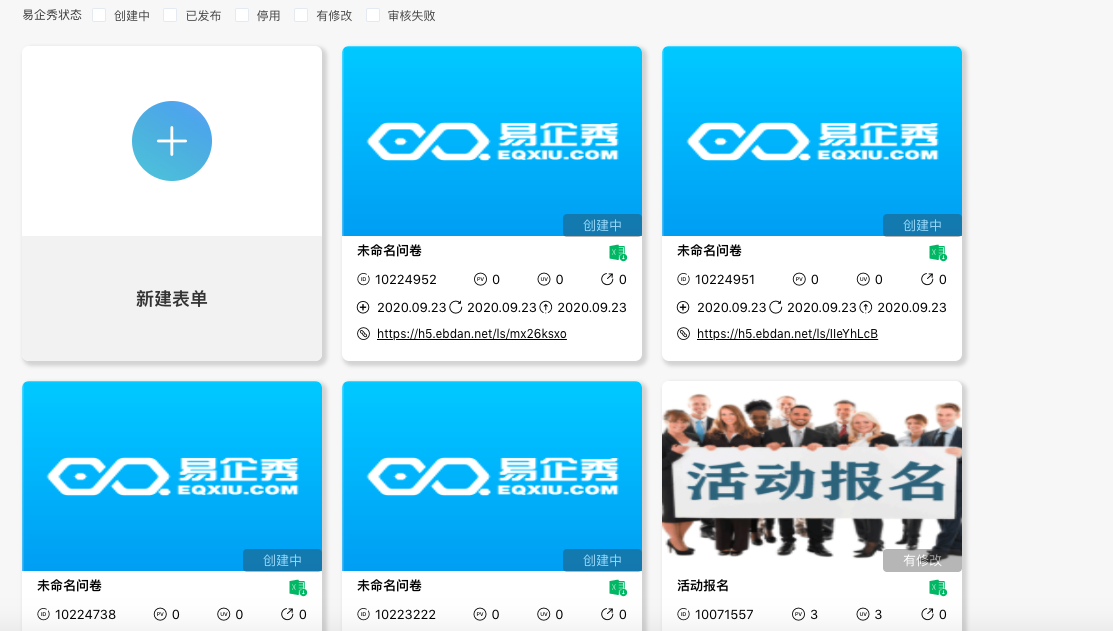 易企秀状态 创建中 已发布 停用 有修改 审核失败
新建表单
易企秀
EQXIU.COM
创建中
未命名问卷
ID 10224952 PV 0 UV 0 0
2020.09.23 2020.09.23 2020.09.23
https://h5.ebdan.net/ls/mx26ksxo
易企秀
EQXIU.COM
创建中
未命名问卷
ID 10224951 PV 0 UV 0 0
2020.09.23 2020.09.23 2020.09.23
https://h5.ebdan.net/ls/IIeYhLcB
易企秀
EQXIU.COM
创建中
未命名问卷
ID 10224738 PV 0 UV 0 0
易企秀
EQXIU.COM
创建中
未命名问卷
ID 10223222 PV 0 UV 0 0
活动报名
有修改
活动报名
ID 10071557 PV 3 UV 3 0